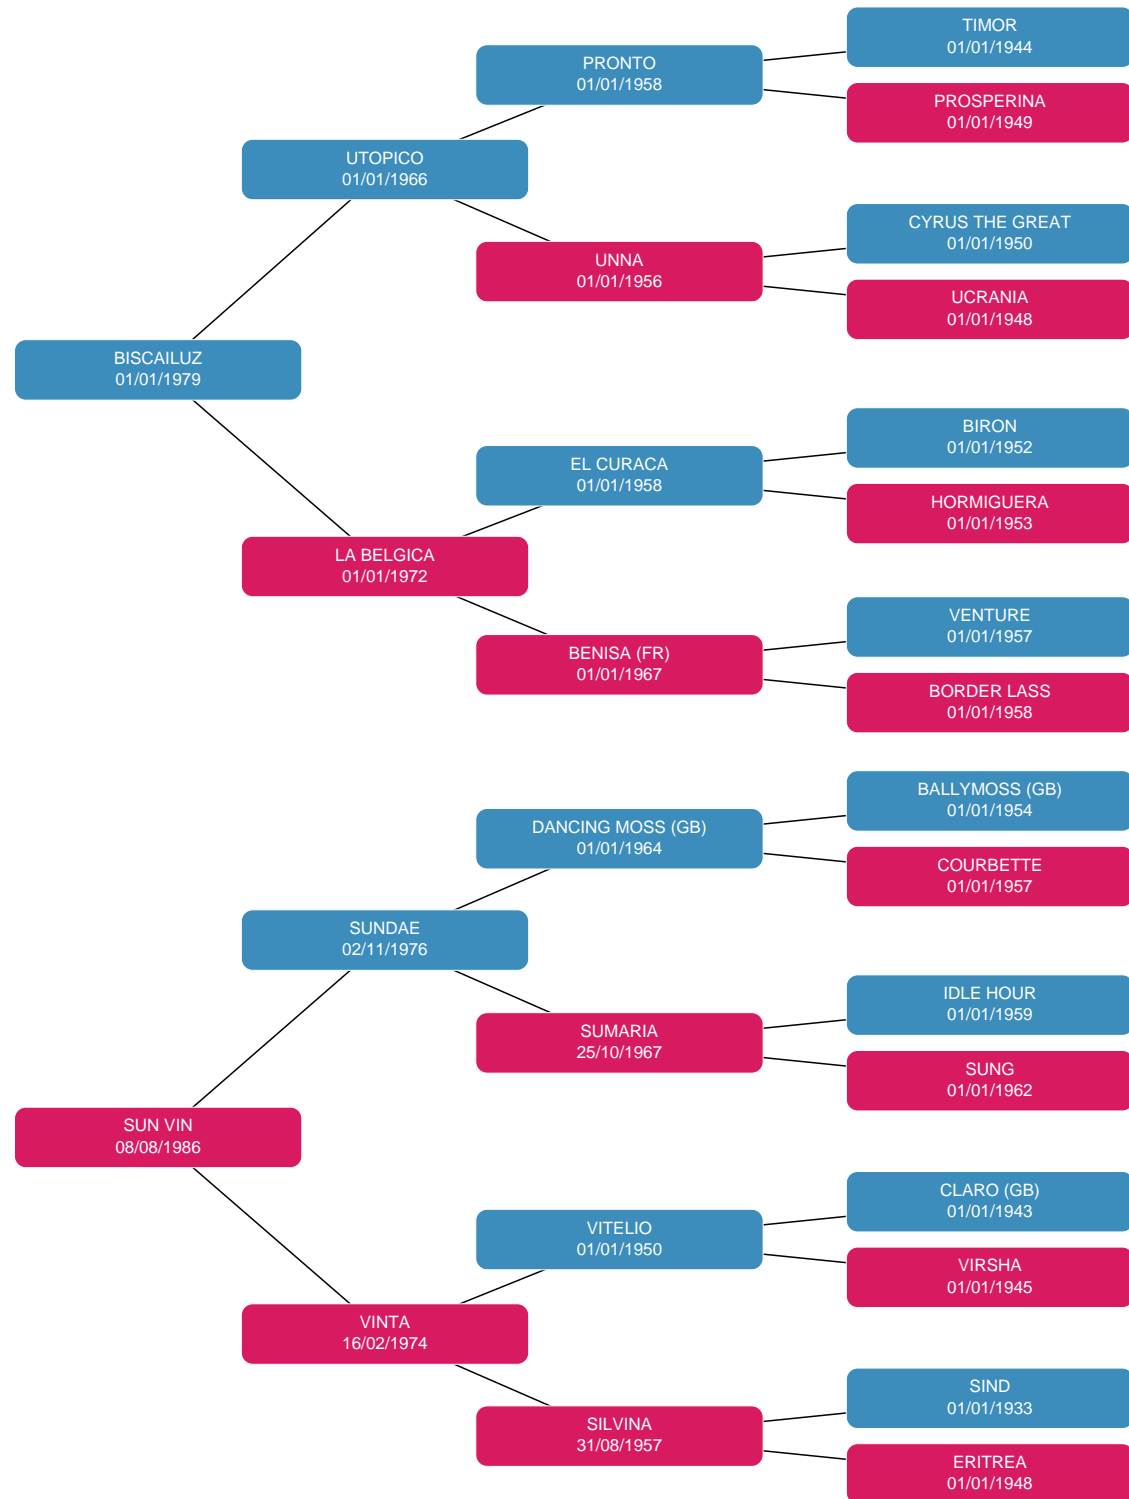 TIMOR
01/01/1944
PRONTO
01/01/1958
PROSPERINA
01/01/1949
UTOPICO
01/01/1966
CYRUS THE GREAT
01/01/1950
UNNA
01/01/1956
UCRANIA
01/01/1948
BISCAILUZ
01/01/1979
BIRON
01/01/1952
EL CURACA
01/01/1958
HORMIGUERA
01/01/1953
LA BELGICA
01/01/1972
VENTURE
01/01/1957
BENISA (FR)
01/01/1967
BORDER LASS
01/01/1958
BALLYMOSS (GB)
01/01/1954
DANCING MOSS (GB)
01/01/1964
COURBETTE
01/01/1957
SUNDAE
02/11/1976
IDLE HOUR
01/01/1959
SUMARIA
25/10/1967
SUNG
01/01/1962
SUN VIN
08/08/1986
CLARO (GB)
01/01/1943
VITELIO
01/01/1950
VIRSHA
01/01/1945
VINTA
16/02/1974
SIND
01/01/1933
SILVINA
31/08/1957
ERITREA
01/01/1948